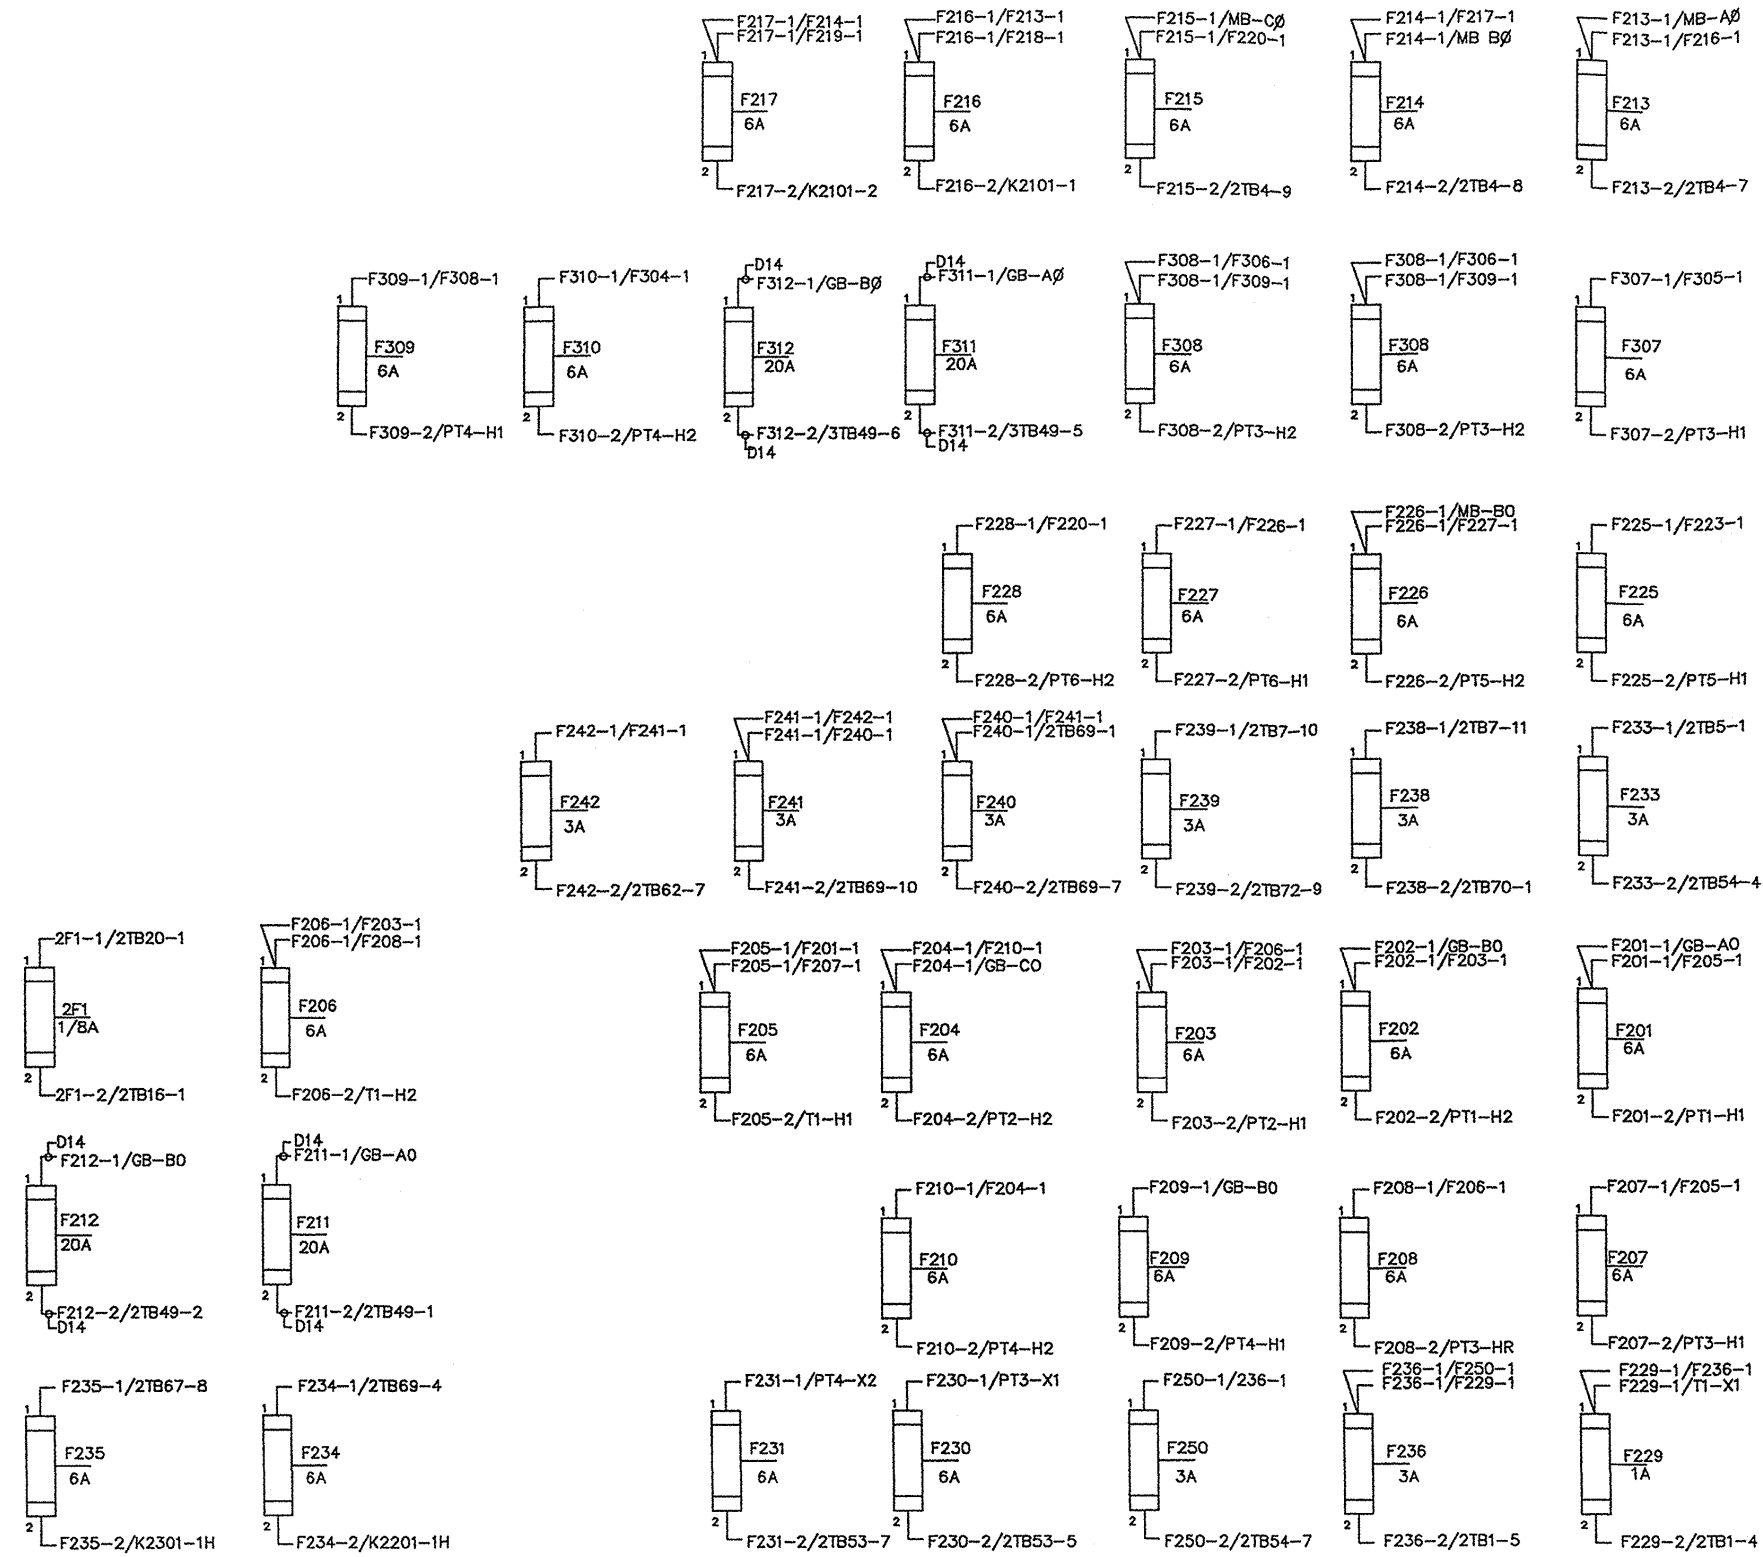 F217-1/F214-1
F217-1/F219-1
1
F217
6A
2
F217-2/K2101-2
F216-1/F213-1
F216-1/F218-1
1
F216
6A
2
F216-2/K2101-1
F215-1/MB-CØ
F215-1/F220-1
1
F215
6A
2
F215-2/2TB4-9
F214-1/F217-1
F214-1/MB BØ
1
F214
6A
2
F214-2/2TB4-8
F213-1/MB-AØ
F213-1/F216-1
1
F213
6A
2
F213-2/2TB4-7
F309-1/F308-1
1
F309
6A
2
F309-2/PT4-H1
F310-1/F304-1
1
F310
6A
2
F310-2/PT4-H2
D14
F312-1/GB-BØ
1
F312
20A
2
F312-2/3TB49-6
D14
D14
F311-1/GB-AØ
1
F311
20A
2
F311-2/3TB49-5
D14
F308-1/F306-1
F308-1/F309-1
1
F308
6A
2
F308-2/PT3-H2
F308-1/F306-1
F308-1/F309-1
1
F308
6A
2
F308-2/PT3-H2
F307-1/F305-1
1
F307
6A
2
F307-2/PT3-H1
F228-1/F220-1
1
F228
6A
2
F228-2/PT6-H2
F227-1/F226-1
1
F227
6A
2
F227-2/PT6-H1
F226-1/MB-B0
F226-1/F227-1
1
F226
6A
2
F226-2/PT5-H2
F225-1/F223-1
1
F225
6A
2
F225-2/PT5-H1
F242-1/F241-1
1
F242
3A
2
F242-2/2TB62-7
F241-1/F242-1
F241-1/F240-1
1
F241
3A
2
F241-2/2TB69-10
F240-1/F241-1
F240-1/2TB69-1
1
F240
3A
2
F240-2/2TB69-7
F239-1/2TB7-10
1
F239
3A
2
F239-2/2TB72-9
F238-1/2TB7-11
1
F238
3A
2
F238-2/2TB70-1
F233-1/2TB5-1
1
F233
3A
2
F233-2/2TB54-4
2F1-1/2TB20-1
1
2F1
1/8A
2
2F1-2/2TB16-1
F206-1/F203-1
F206-1/F208-1
1
F206
6A
2
F206-2/T1-H2
F205-1/F201-1
F205-1/F207-1
1
F205
6A
2
F205-2/T1-H1
F204-1/F210-1
F204-1/GB-C0
1
F204
6A
2
F204-2/PT2-H2
F203-1/F206-1
F203-1/F202-1
1
F203
6A
2
F203-2/PT2-H1
F202-1/GB-B0
F202-1/F203-1
1
F202
6A
2
F202-2/PT1-H2
F201-1/GB-A0
F201-1/F205-1
1
F201
6A
2
F201-2/PT1-H1
D14
F212-1/GB-B0
1
F212
20A
2
F212-2/2TB49-2
D14
D14
F211-1/GB-A0
1
F211
20A
2
F211-2/2TB49-1
D14
F210-1/F204-1
1
F210
6A
2
F210-2/PT4-H2
F209-1/GB-B0
1
F209
6A
2
F209-2/PT4-H1
F208-1/F206-1
1
F208
6A
2
F208-2/PT3-HR
F207-1/F205-1
1
F207
6A
2
F207-2/PT3-H1
F235-1/2TB67-8
1
F235
6A
2
F235-2/K2301-1H
F234-1/2TB69-4
1
F234
6A
2
F234-2/K2201-1H
F231-1/PT4-X2
1
F231
6A
2
F231-2/2TB53-7
F230-1/PT3-X1
1
F230
6A
2
F230-2/2TB53-5
F250-1/236-1
1
F250
3A
2
F250-2/2TB54-7
F236-1/F250-1
F236-1/F229-1
1
F236
3A
2
F236-2/2TB1-5
F229-1/F236-1
F229-1/T1-X1
1
F229
1A
2
F229-2/2TB1-4